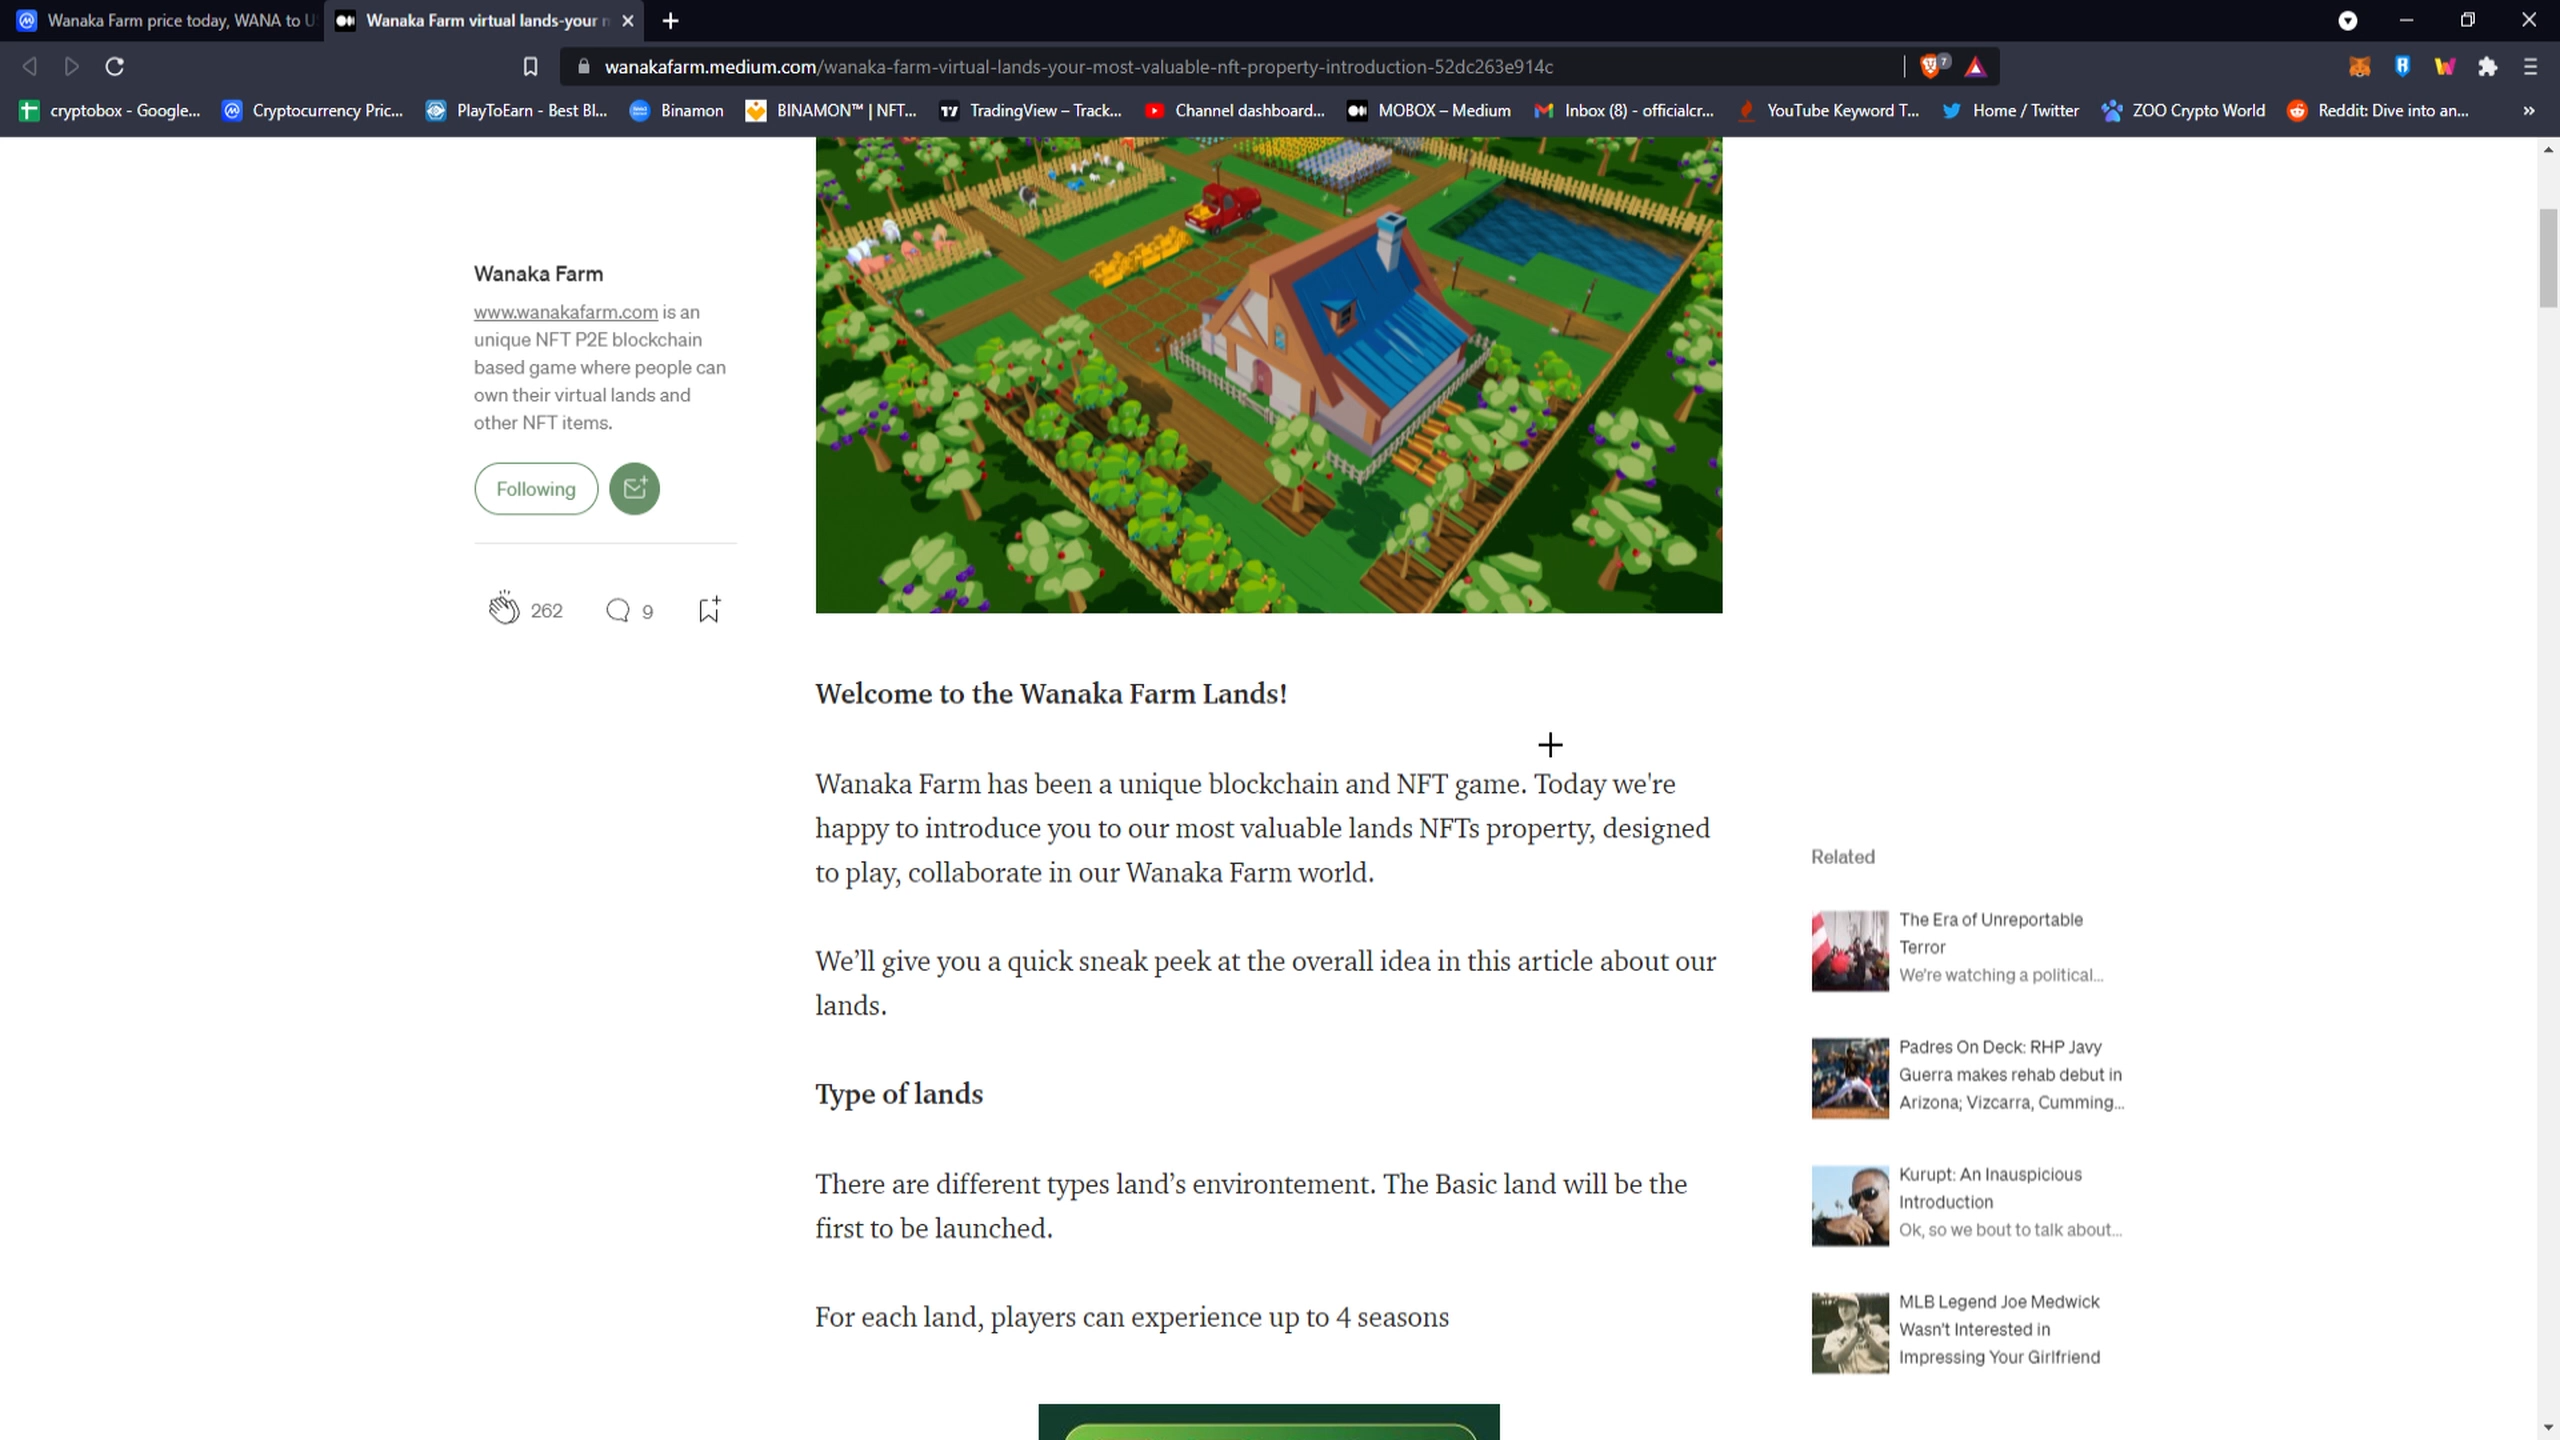 Wanaka Farm price today, WANA to U
Wanaka Farm virtual lands-your
wanakafarm.medium.com/wanaka-farm-virtual-lands-your-most-valuable-nft-property-introduction-52dc263e914c
7
cryptobox - Google...
Cryptocurrency Pric...
PlayToEarn - Best Bl...
Binamon
BINAMON™ | NFT...
TradingView – Track...
Channel dashboard...
MOBOX – Medium
Inbox (8) - officialcr...
YouTube Keyword T...
Home / Twitter
ZOO Crypto World
Reddit: Dive into an...
»
Wanaka Farm
www.wanakafarm.com is an
unique NFT P2E blockchain
based game where people can
own their virtual lands and
other NFT items.
Following
262
9
Welcome to the Wanaka Farm Lands!
Wanaka Farm has been a unique blockchain and NFT game. Today we're
happy to introduce you to our most valuable lands NFTs property, designed
to play, collaborate in our Wanaka Farm world.
We’ll give you a quick sneak peek at the overall idea in this article about our
lands.
Type of lands
There are different types land’s environtement. The Basic land will be the
first to be launched.
For each land, players can experience up to 4 seasons
Related
The Era of Unreportable
Terror
We're watching a political...
Padres On Deck: RHP Javy
Guerra makes rehab debut in
Arizona; Vizcarra, Cumming...
Kurupt: An Inauspicious
Introduction
Ok, so we bout to talk about...
MLB Legend Joe Medwick
Wasn't Interested in
Impressing Your Girlfriend